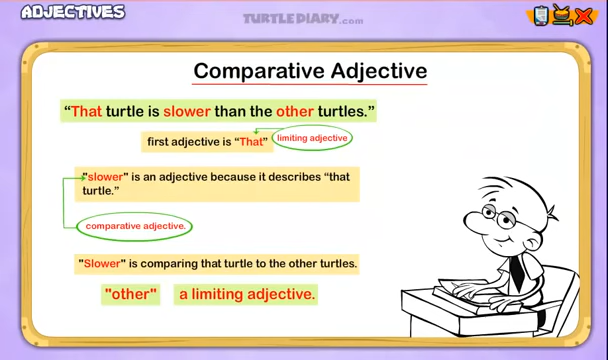 ADJECTIVES
TURTLEDIARY.com
Comparative Adjective
“That turtle is slower than the other turtles.”
first adjective is “That”
limiting adjective
"slower" is an adjective because it describes “that
turtle.”
comparative adjective.
"Slower" is comparing that turtle to the other turtles.
"other" a limiting adjective.